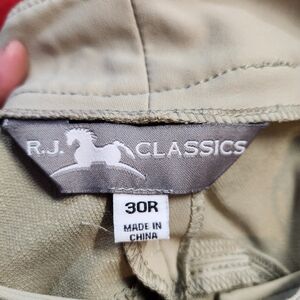 R.J. CLASSICS
30R
MADE IN
CHINA